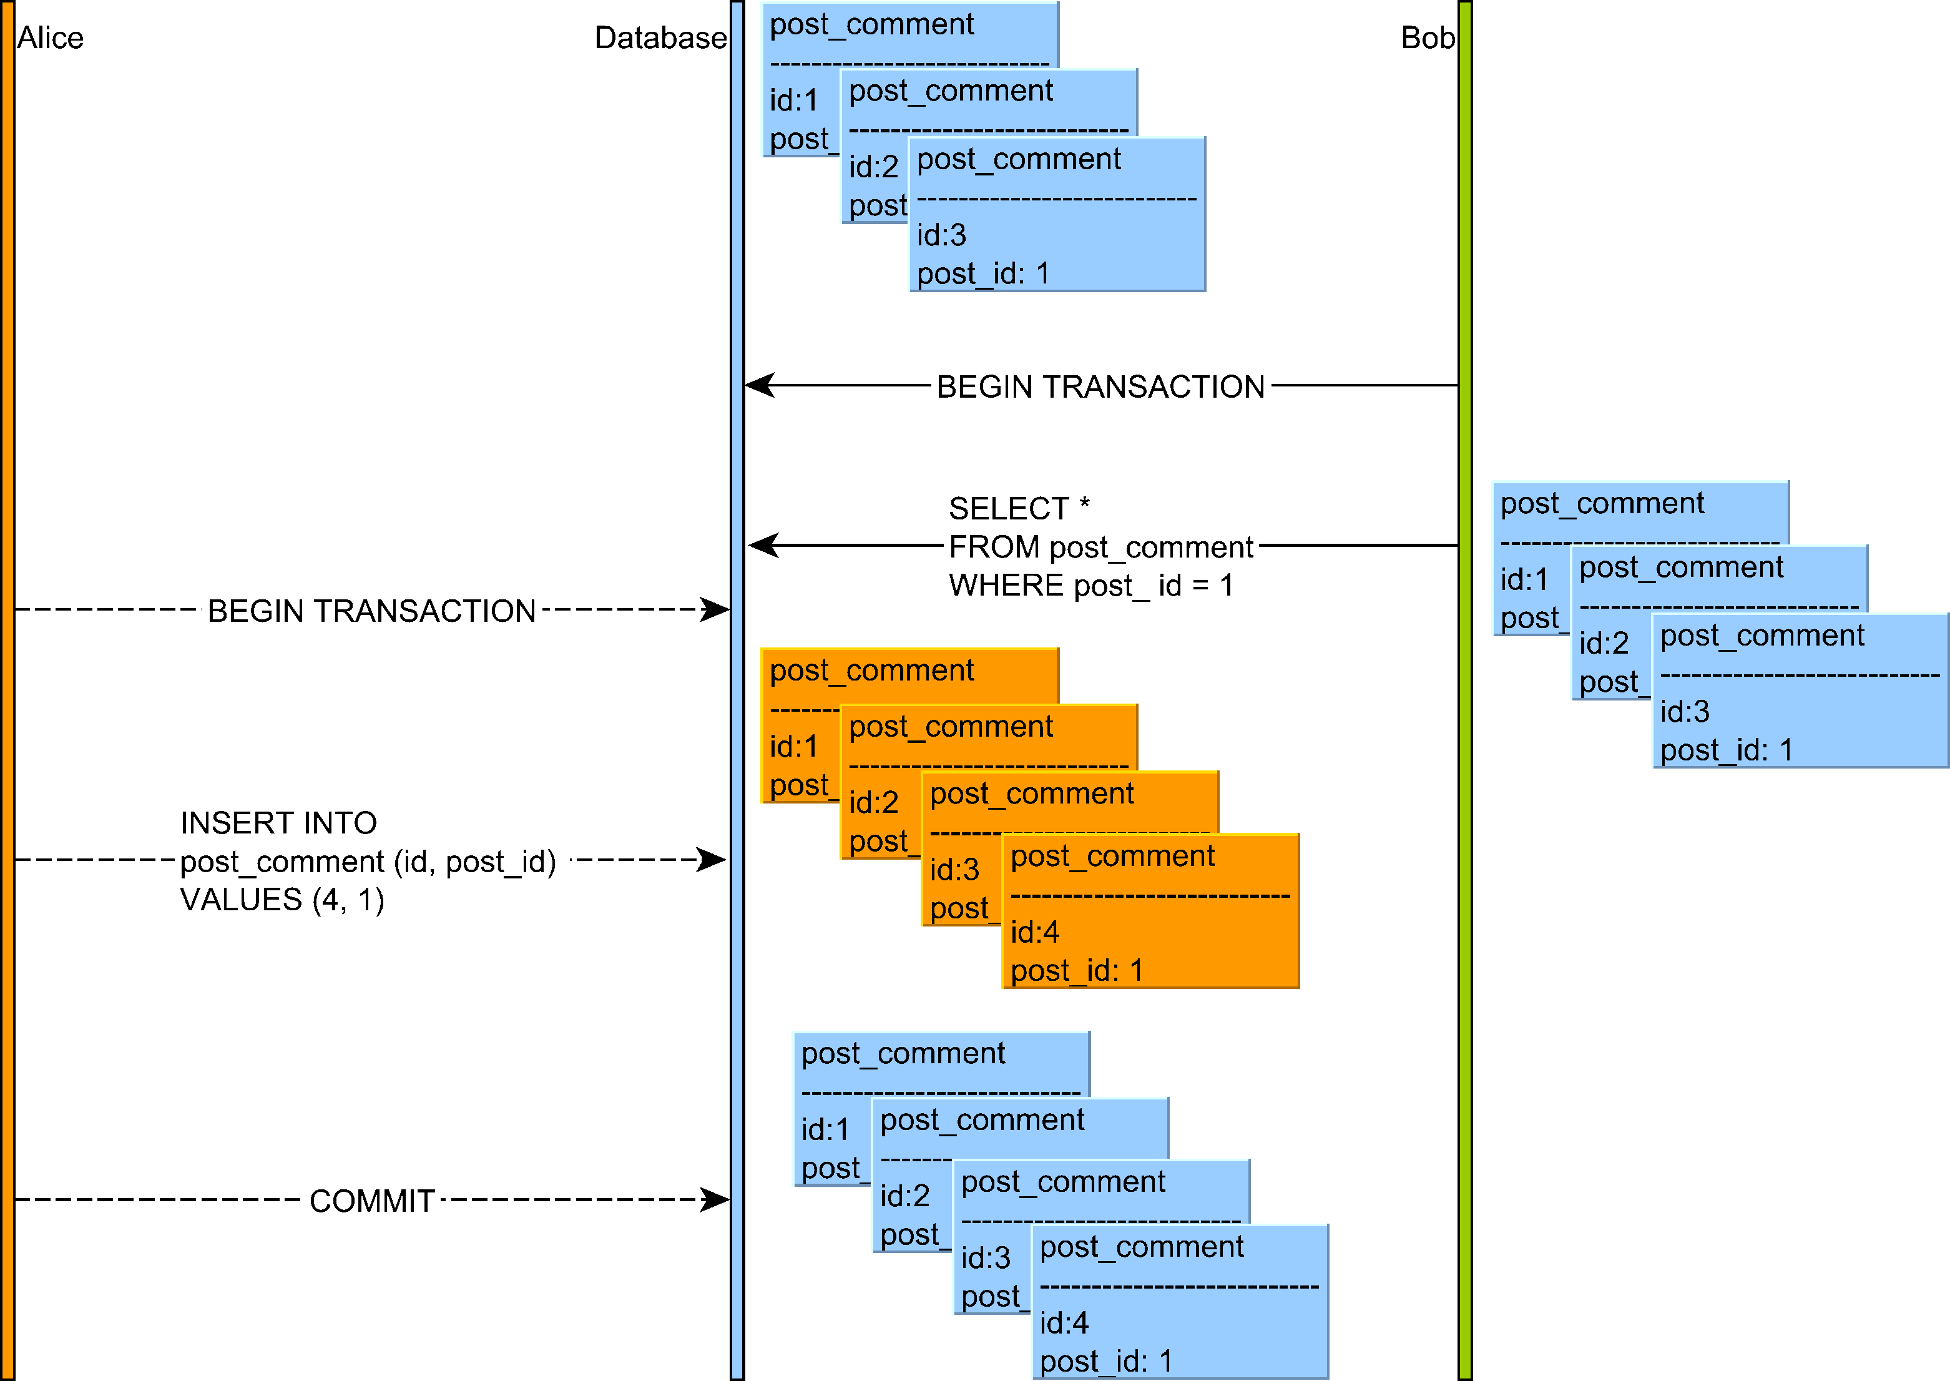 Alice
Database
Bob
post_comment
---------------------------
id:1
post_
post_comment
---------------------------
id:2
post
post_comment
---------------------------
id:3
post_id: 1
BEGIN TRANSACTION
SELECT *
FROM post_comment
WHERE post_ id = 1
post_comment
---------------------------
id:1
post_
post_comment
---------------------------
id:2
post_
post_comment
---------------------------
id:3
post_id: 1
BEGIN TRANSACTION
post_comment
-------
id:1
post_
post_comment
---------------------------
id:2
post_
post_comment
---------------------------
id:3
post_
post_comment
---------------------------
id:4
post_id: 1
INSERT INTO
post_comment (id, post_id)
VALUES (4, 1)
post_comment
---------------------------
id:1
post_
post_comment
-------
id:2
post_
post_comment
---------------------------
id:3
post_
post_comment
---------------------------
id:4
post_id: 1
COMMIT